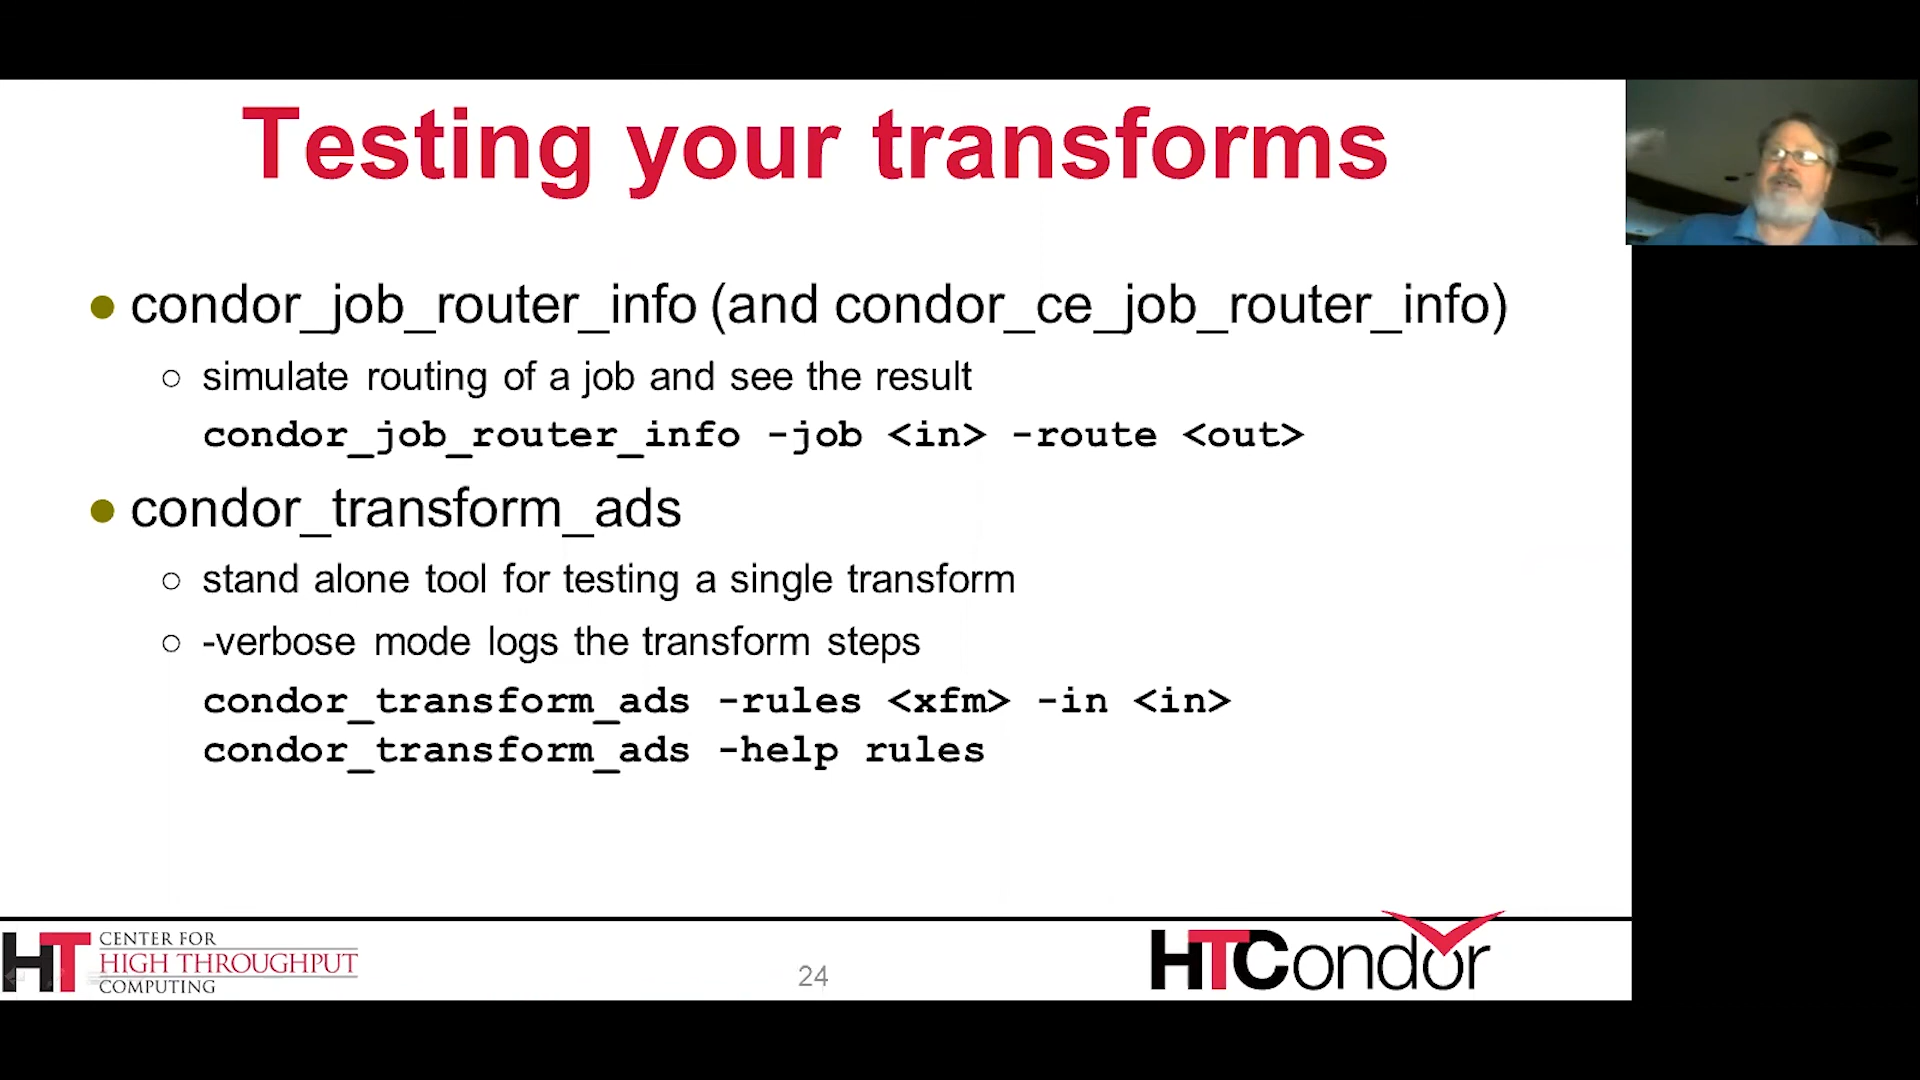 Testing your transforms
● condor_job_router_info (and condor_ce_job_router_info)
○ simulate routing of a job and see the result
condor_job_router_info -job <in> -route <out>
● condor_transform_ads
○ stand alone tool for testing a single transform
○ -verbose mode logs the transform steps
condor_transform_ads -rules <xfm> -in <in>
condor_transform_ads -help rules
HT
CENTER FOR
HIGH THROUGHPUT
COMPUTING
24
HTCondor